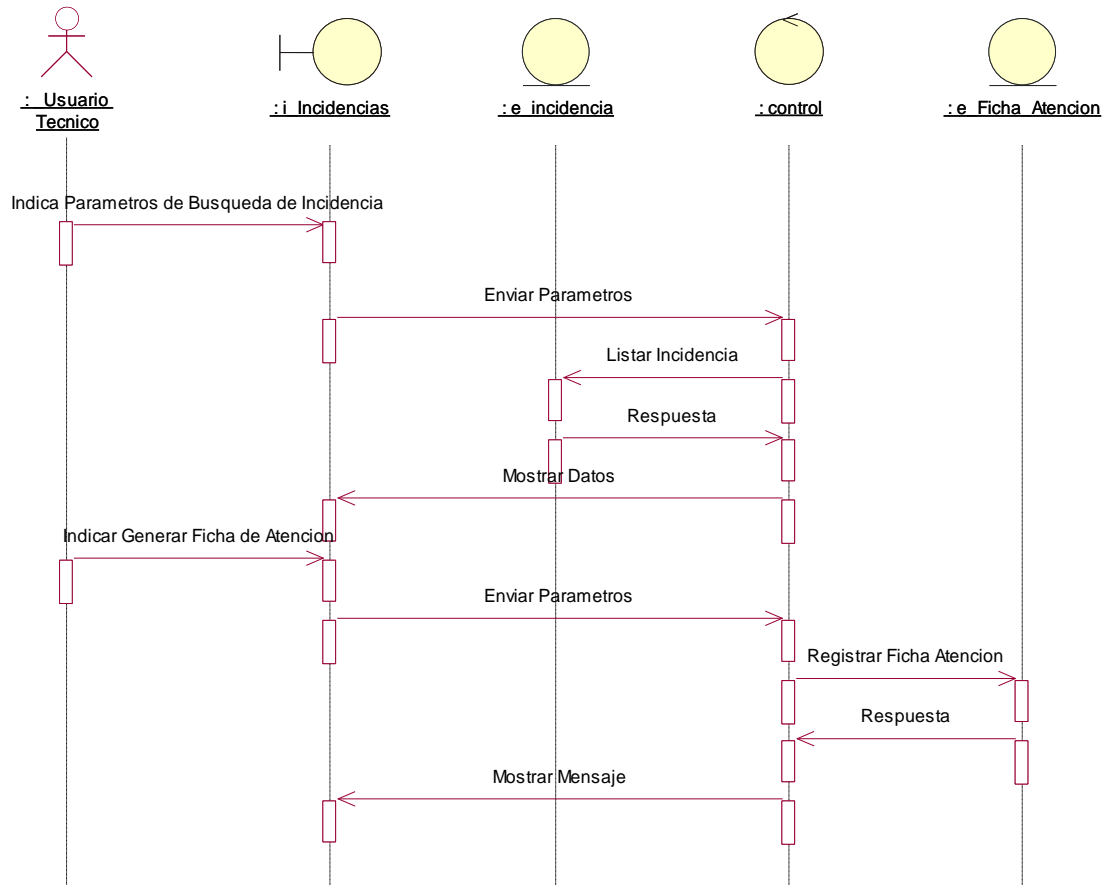 : Usuario
Tecnico
: i_Incidencias
: e_incidencia
: control
: e_Ficha_Atencion
Indica Parametros de Busqueda de Incidencia
Enviar Parametros
Listar Incidencia
Respuesta
Mostrar Datos
Indicar Generar Ficha de Atencion
Enviar Parametros
Registrar Ficha Atencion
Respuesta
Mostrar Mensaje